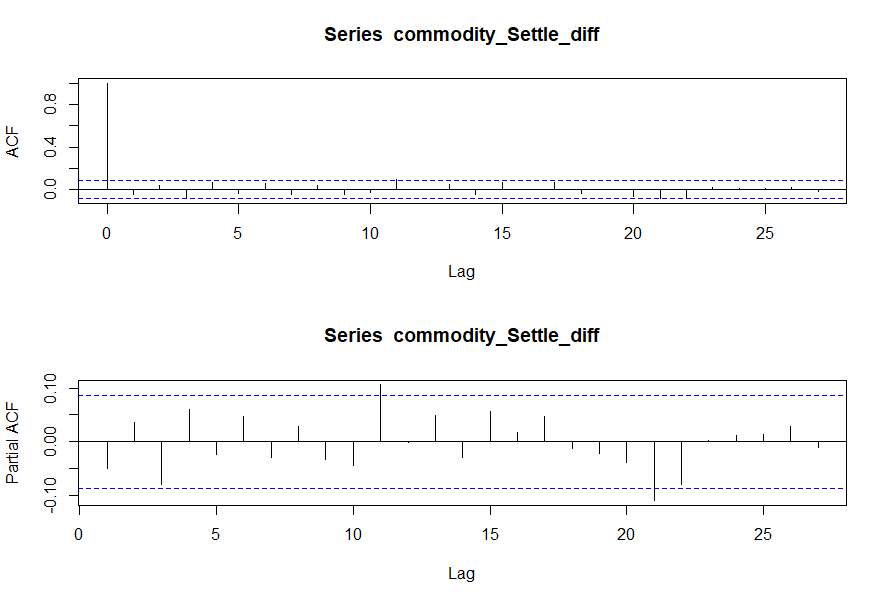 Series commodity_Settle_diff
ACF
0.8
0.4
0.0
0 5 10 15 20 25
Lag
Series commodity_Settle_diff
Partial ACF
0.10
0.00
-0.10
0 5 10 15 20 25
Lag